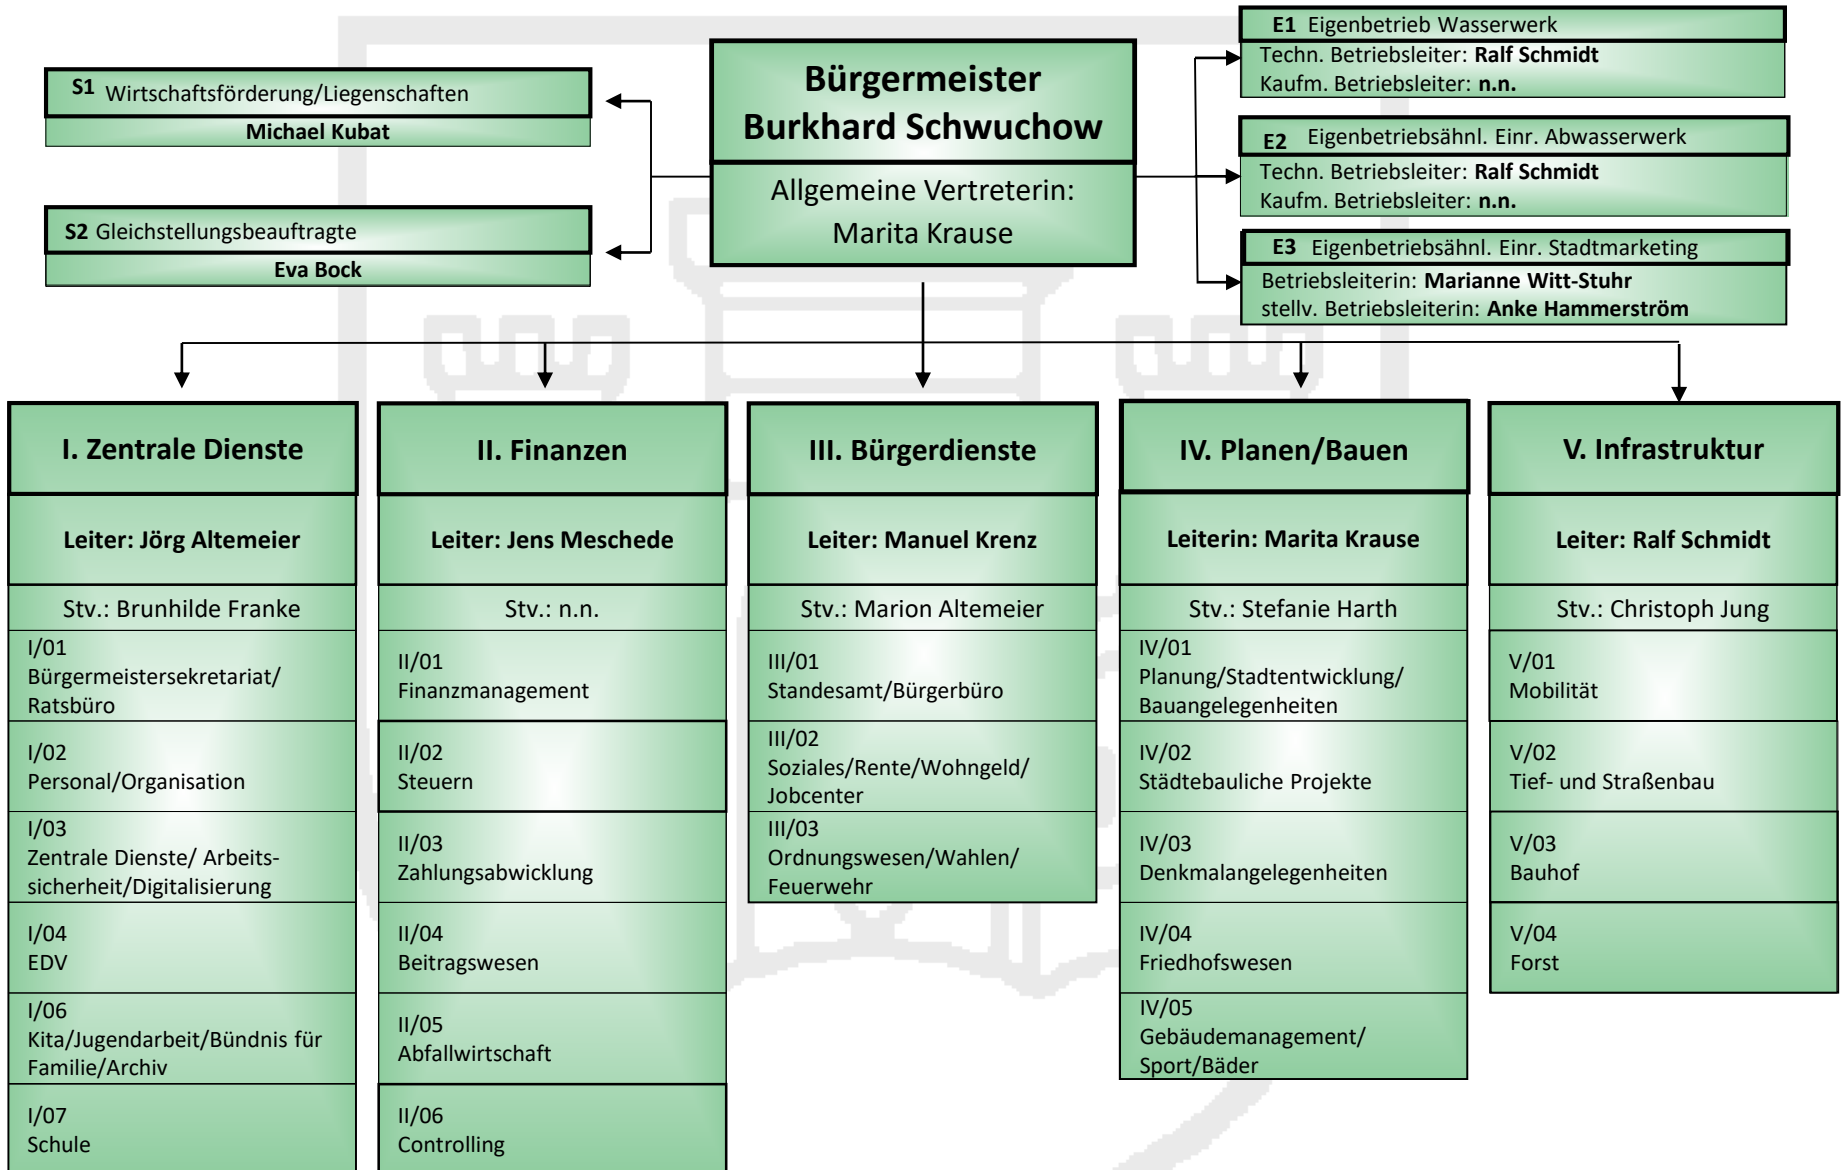 Bürgermeister
Burkhard Schwuchow
Allgemeine Vertreterin:
Marita Krause
S1 Wirtschaftsförderung/Liegenschaften
Michael Kubat
S2 Gleichstellungsbeauftragte
Eva Bock
E1 Eigenbetrieb Wasserwerk
Techn. Betriebsleiter: Ralf Schmidt
Kaufm. Betriebsleiter: n.n.
E2 Eigenbetriebsähnl. Einr. Abwasserwerk
Techn. Betriebsleiter: Ralf Schmidt
Kaufm. Betriebsleiter: n.n.
E3 Eigenbetriebsähnl. Einr. Stadtmarketing
Betriebsleiterin: Marianne Witt-Stuhr
stellv. Betriebsleiterin: Anke Hammerström
I. Zentrale Dienste
Leiter: Jörg Altemeier
Stv.: Brunhilde Franke
I/01
Bürgermeistersekretariat/
Ratsbüro
I/02
Personal/Organisation
I/03
Zentrale Dienste/ Arbeits-
sicherheit/Digitalisierung
I/04
EDV
I/06
Kita/Jugendarbeit/Bündnis für
Familie/Archiv
I/07
Schule
II. Finanzen
Leiter: Jens Meschede
Stv.: n.n.
II/01
Finanzmanagement
II/02
Steuern
II/03
Zahlungsabwicklung
II/04
Beitragswesen
II/05
Abfallwirtschaft
II/06
Controlling
III. Bürgerdienste
Leiter: Manuel Krenz
Stv.: Marion Altemeier
III/01
Standesamt/Bürgerbüro
III/02
Soziales/Rente/Wohngeld/
Jobcenter
III/03
Ordnungswesen/Wahlen/
Feuerwehr
IV. Planen/Bauen
Leiterin: Marita Krause
Stv.: Stefanie Harth
IV/01
Planung/Stadtentwicklung/
Bauangelegenheiten
IV/02
Städtebauliche Projekte
IV/03
Denkmalangelegenheiten
IV/04
Friedhofswesen
IV/05
Gebäudemanagement/
Sport/Bäder
V. Infrastruktur
Leiter: Ralf Schmidt
Stv.: Christoph Jung
V/01
Mobilität
V/02
Tief- und Straßenbau
V/03
Bauhof
V/04
Forst